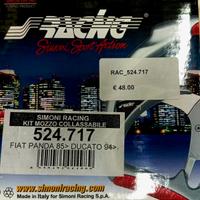 RACING
Simoni Sport Action
RAC_524.717
€ 48.00
SIMONI RACING
KIT MOZZO COLLASSABILE
524.717
FIAT PANDA 85> DUCATO 94>
www.simoniracing.com
Made in Italy for Simoni Racing S.p.A.